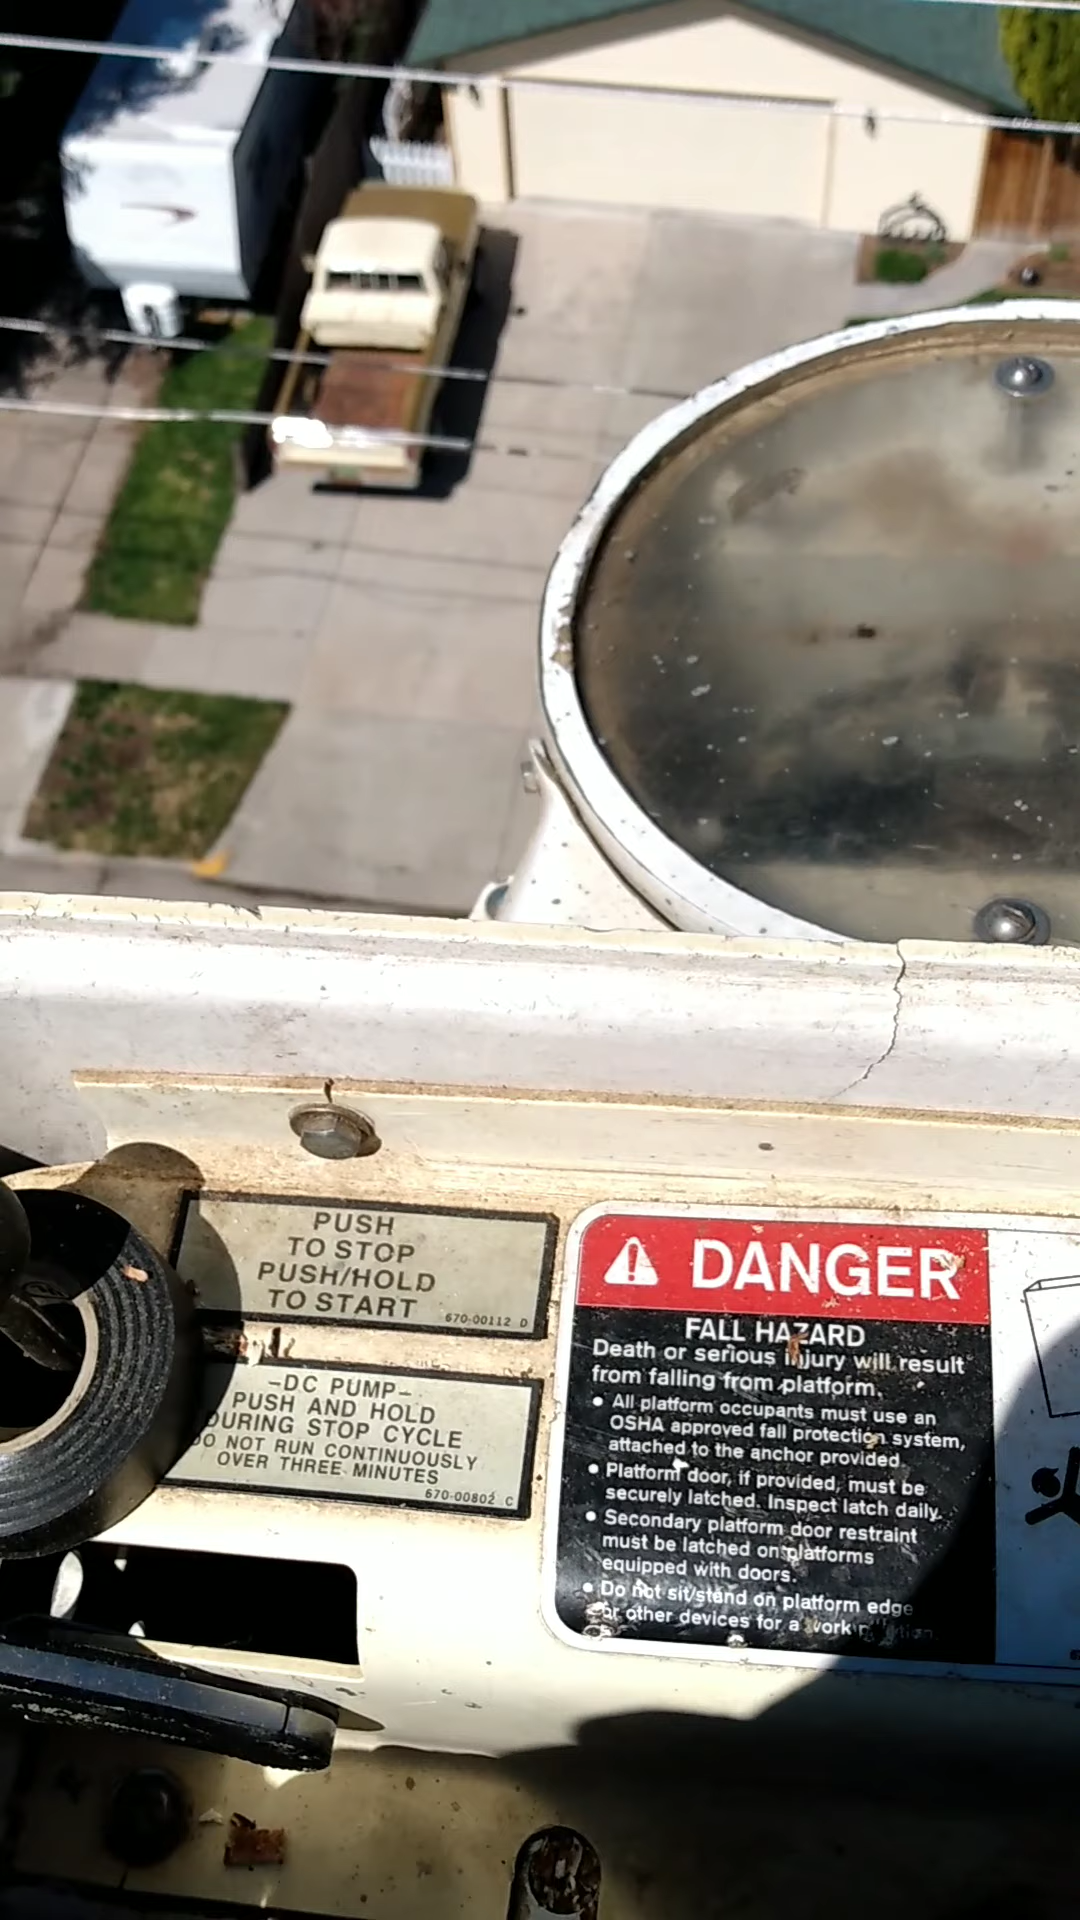 PUSH
TO STOP
PUSH/HOLD
TO START
670-00112 D
-DC PUMP-
PUSH AND HOLD
DURING STOP CYCLE
DO NOT RUN CONTINUOUSLY
OVER THREE MINUTES
670-00802 C
DANGER
FALL HAZARD
Death or serious injury will result
from falling from platform.
• All platform occupants must use an
OSHA approved fall protection system,
attached to the anchor provided.
• Platform door, if provided, must be
securely latched. Inspect latch daily.
• Secondary platform door restraint
must be latched on platforms
equipped with doors.
• Do not sit/stand on platform edge
or other devices for a work